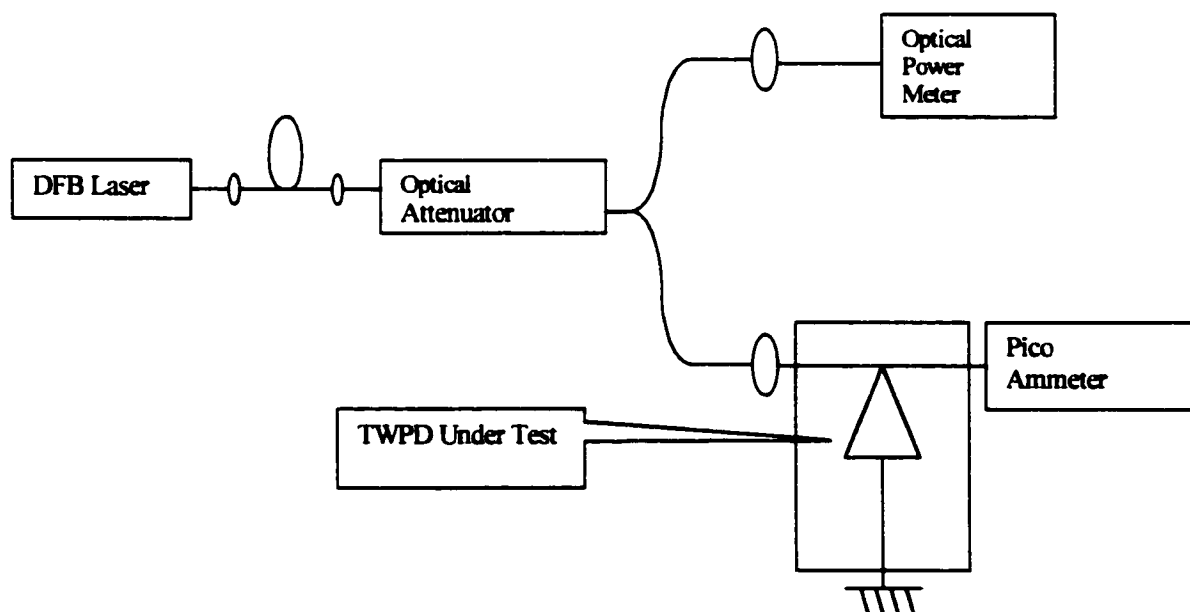 Optical
Power
Meter
DFB Laser
Optical
Attenuator
Pico
Ammeter
TWPD Under Test